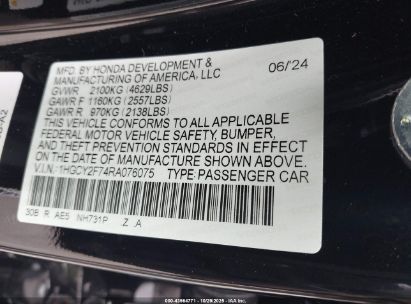 MFD. BY HONDA DEVELOPMENT & 06/24
MANUFACTURING OF AMERICA, LLC
GVWR 2100KG (4629LBS)
GAWR F 1160KG (2557LBS)
GAWR R 970KG (2138LBS)
THIS VEHICLE CONFORMS TO ALL APPLICABLE
FEDERAL MOTOR VEHICLE SAFETY, BUMPER,
AND THEFT PREVENTION STANDARDS IN EFFECT
ON THE DATE OF MANUFACTURE SHOWN ABOVE.
V.I.N.: 1HGCY2F74RA076075 TYPE: PASSENGER CAR
30B R AE5 NH731P Z A